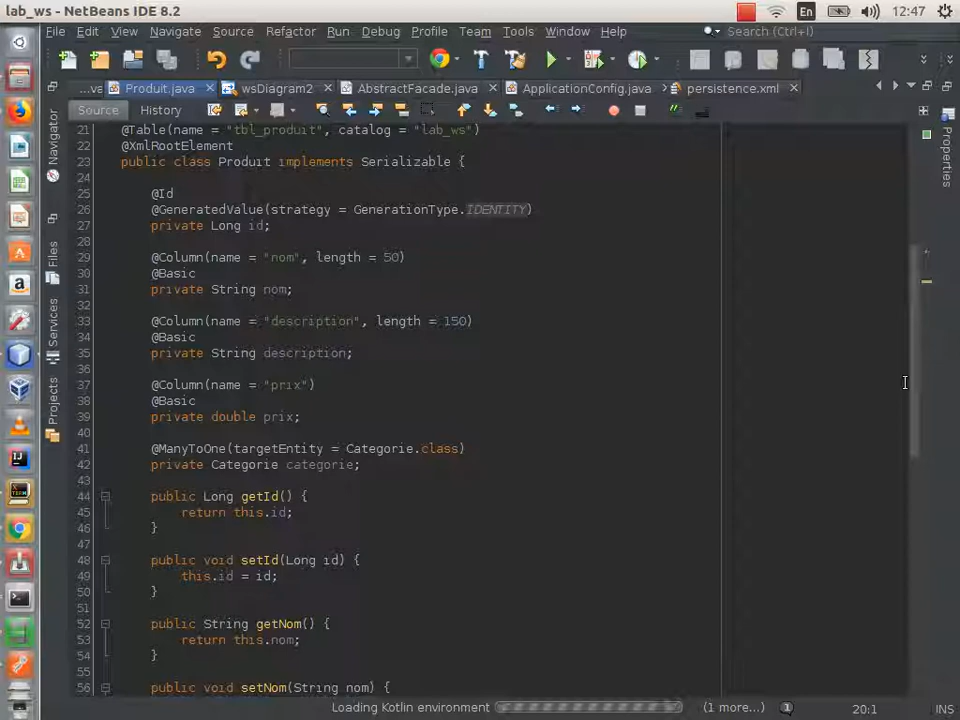 lab_ws - NetBeans IDE 8.2
En
12:47
File Edit View Navigate Source Refactor Run Debug Profile Team Tools Window Help
Search (Ctrl+I)
...va Produit.java wsDiagram2 AbstractFacade.java ApplicationConfig.java persistence.xml
Source History
Navigator
Files
Services
Projects
Properties
21 @Table(name = "tbl_produit", catalog = "lab_ws")
22 @XmlRootElement
23 public class Produit implements Serializable {
24
25 @Id
26 @GeneratedValue(strategy = GenerationType.IDENTITY)
27 private Long id;
28
29 @Column(name = "nom", length = 50)
30 @Basic
31 private String nom;
32
33 @Column(name = "description", length = 150)
34 @Basic
35 private String description;
36
37 @Column(name = "prix")
38 @Basic
39 private double prix;
40
41 @ManyToOne(targetEntity = Categorie.class)
42 private Categorie categorie;
43
44 public Long getId() {
45 return this.id;
46 }
47
48 public void setId(Long id) {
49 this.id = id;
50 }
51
52 public String getNom() {
53 return this.nom;
54 }
55
56 public void setNom(String nom) {
Loading Kotlin environment (1 more...) 1 20:1 INS